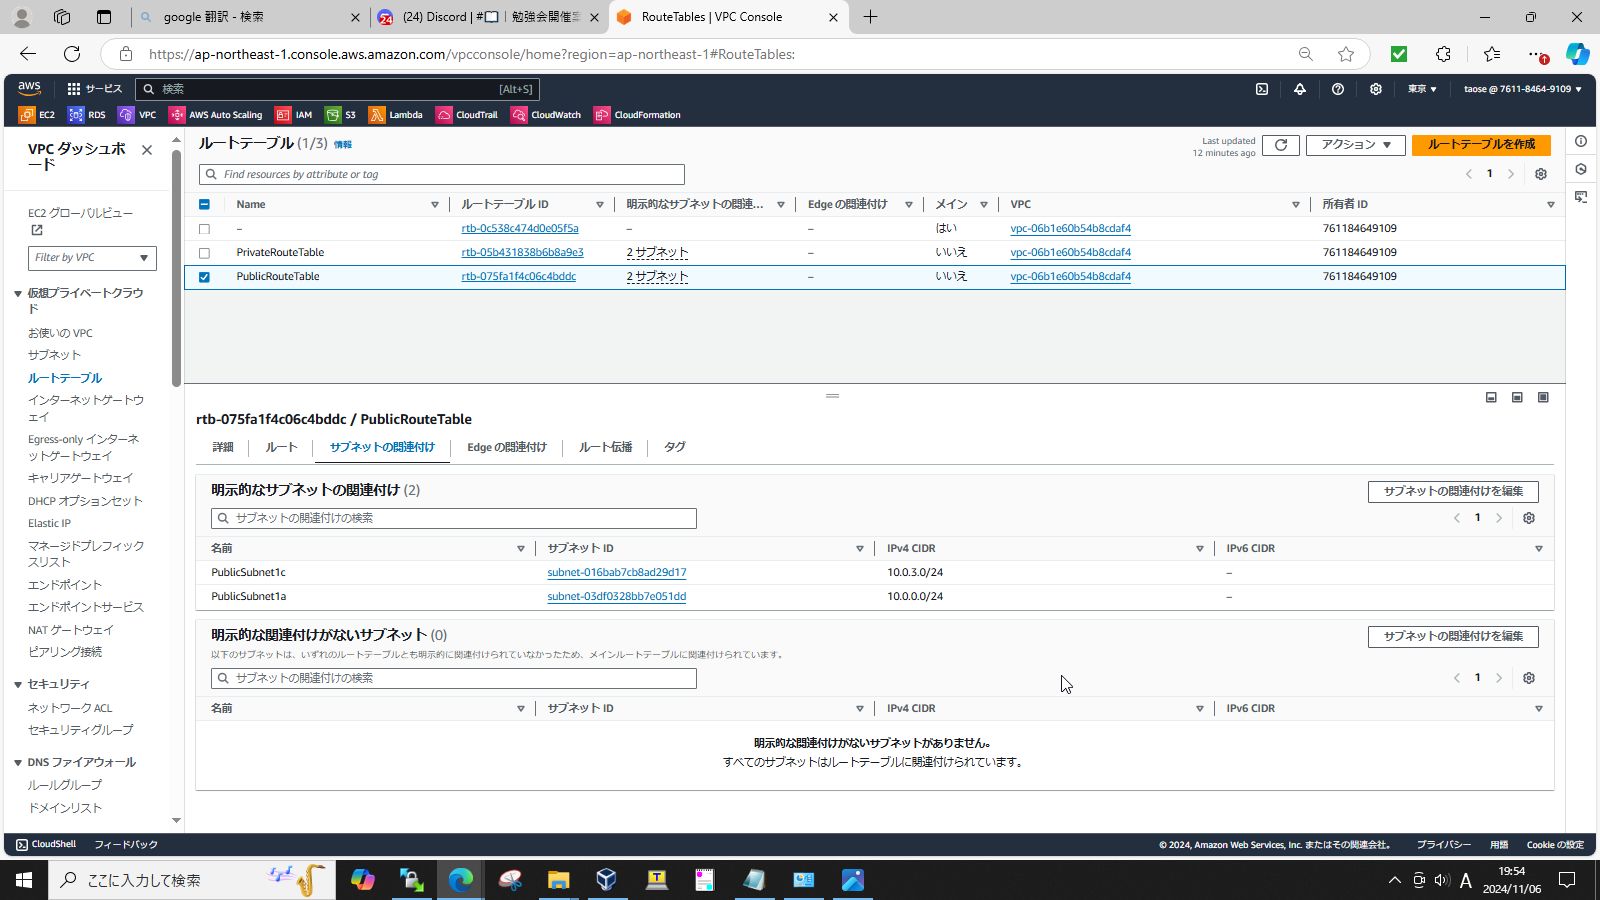 google 翻訳 - 検索
(24) Discord | #📖｜勉強会開催案
RouteTables | VPC Console
https://ap-northeast-1.console.aws.amazon.com/vpcconsole/home?region=ap-northeast-1#RouteTables:
aws
サービス
検索
[Alt+S]
東京 ▼
taose @ 7611-8464-9109 ▼
EC2
RDS
VPC
AWS Auto Scaling
IAM
S3
Lambda
CloudTrail
CloudWatch
CloudFormation
VPC ダッシュボ
ード
EC2 グローバルビュー
Filter by VPC
仮想プライベートクラウ
ド
お使いの VPC
サブネット
ルートテーブル
インターネットゲートウ
ェイ
Egress-only インターネ
ットゲートウェイ
キャリアゲートウェイ
DHCP オプションセット
Elastic IP
マネージドプレフィック
スリスト
エンドポイント
エンドポイントサービス
NAT ゲートウェイ
ピアリング接続
セキュリティ
ネットワーク ACL
セキュリティグループ
DNS ファイアウォール
ルールグループ
ドメインリスト
ルートテーブル (1/3) 情報
Last updated
12 minutes ago
アクション ▼
ルートテーブルを作成
Find resources by attribute or tag
1
Name ルートテーブル ID 明示的なサブネットの関連... Edge の関連付け メイン VPC 所有者 ID
– rtb-0c538c474d0e05f5a – – はい vpc-06b1e60b54b8cdaf4 761184649109
PrivateRouteTable rtb-05b431838b6b8a9e3 2 サブネット – いいえ vpc-06b1e60b54b8cdaf4 761184649109
PublicRouteTable rtb-075fa1f4c06c4bddc 2 サブネット – いいえ vpc-06b1e60b54b8cdaf4 761184649109
rtb-075fa1f4c06c4bddc / PublicRouteTable
詳細 ルート サブネットの関連付け Edge の関連付け ルート伝播 タグ
明示的なサブネットの関連付け (2)
サブネットの関連付けを編集
サブネットの関連付けの検索
1
名前 サブネット ID IPv4 CIDR IPv6 CIDR
PublicSubnet1c subnet-016bab7cb8ad29d17 10.0.3.0/24 –
PublicSubnet1a subnet-03df0328bb7e051dd 10.0.0.0/24 –
明示的な関連付けがないサブネット (0)
サブネットの関連付けを編集
以下のサブネットは、いずれのルートテーブルとも明示的に関連付けられていなかったため、メインルートテーブルに関連付けられています。
サブネットの関連付けの検索
1
名前 サブネット ID IPv4 CIDR IPv6 CIDR
明示的な関連付けがないサブネットがありません。
すべてのサブネットはルートテーブルに関連付けられています。
CloudShell
フィードバック
© 2024, Amazon Web Services, Inc. またはその関連会社。
プライバシー
用語
Cookie の設定
ここに入力して検索
A
19:54
2024/11/06